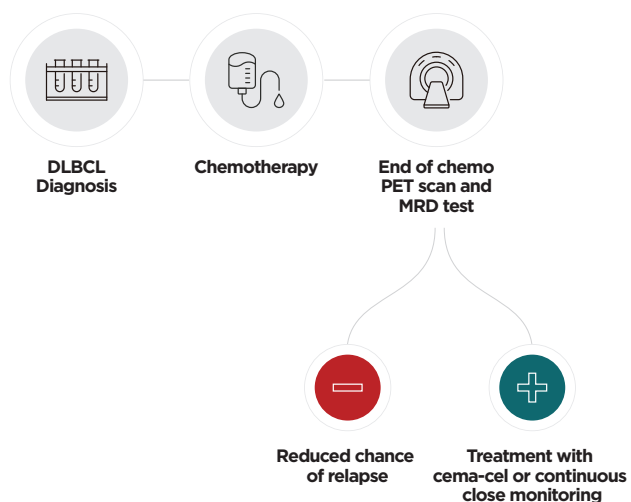 DLBCL
Diagnosis
Chemotherapy
End of chemo
PET scan and
MRD test
Reduced chance
of relapse
Treatment with
cema-cel or continuous
close monitoring